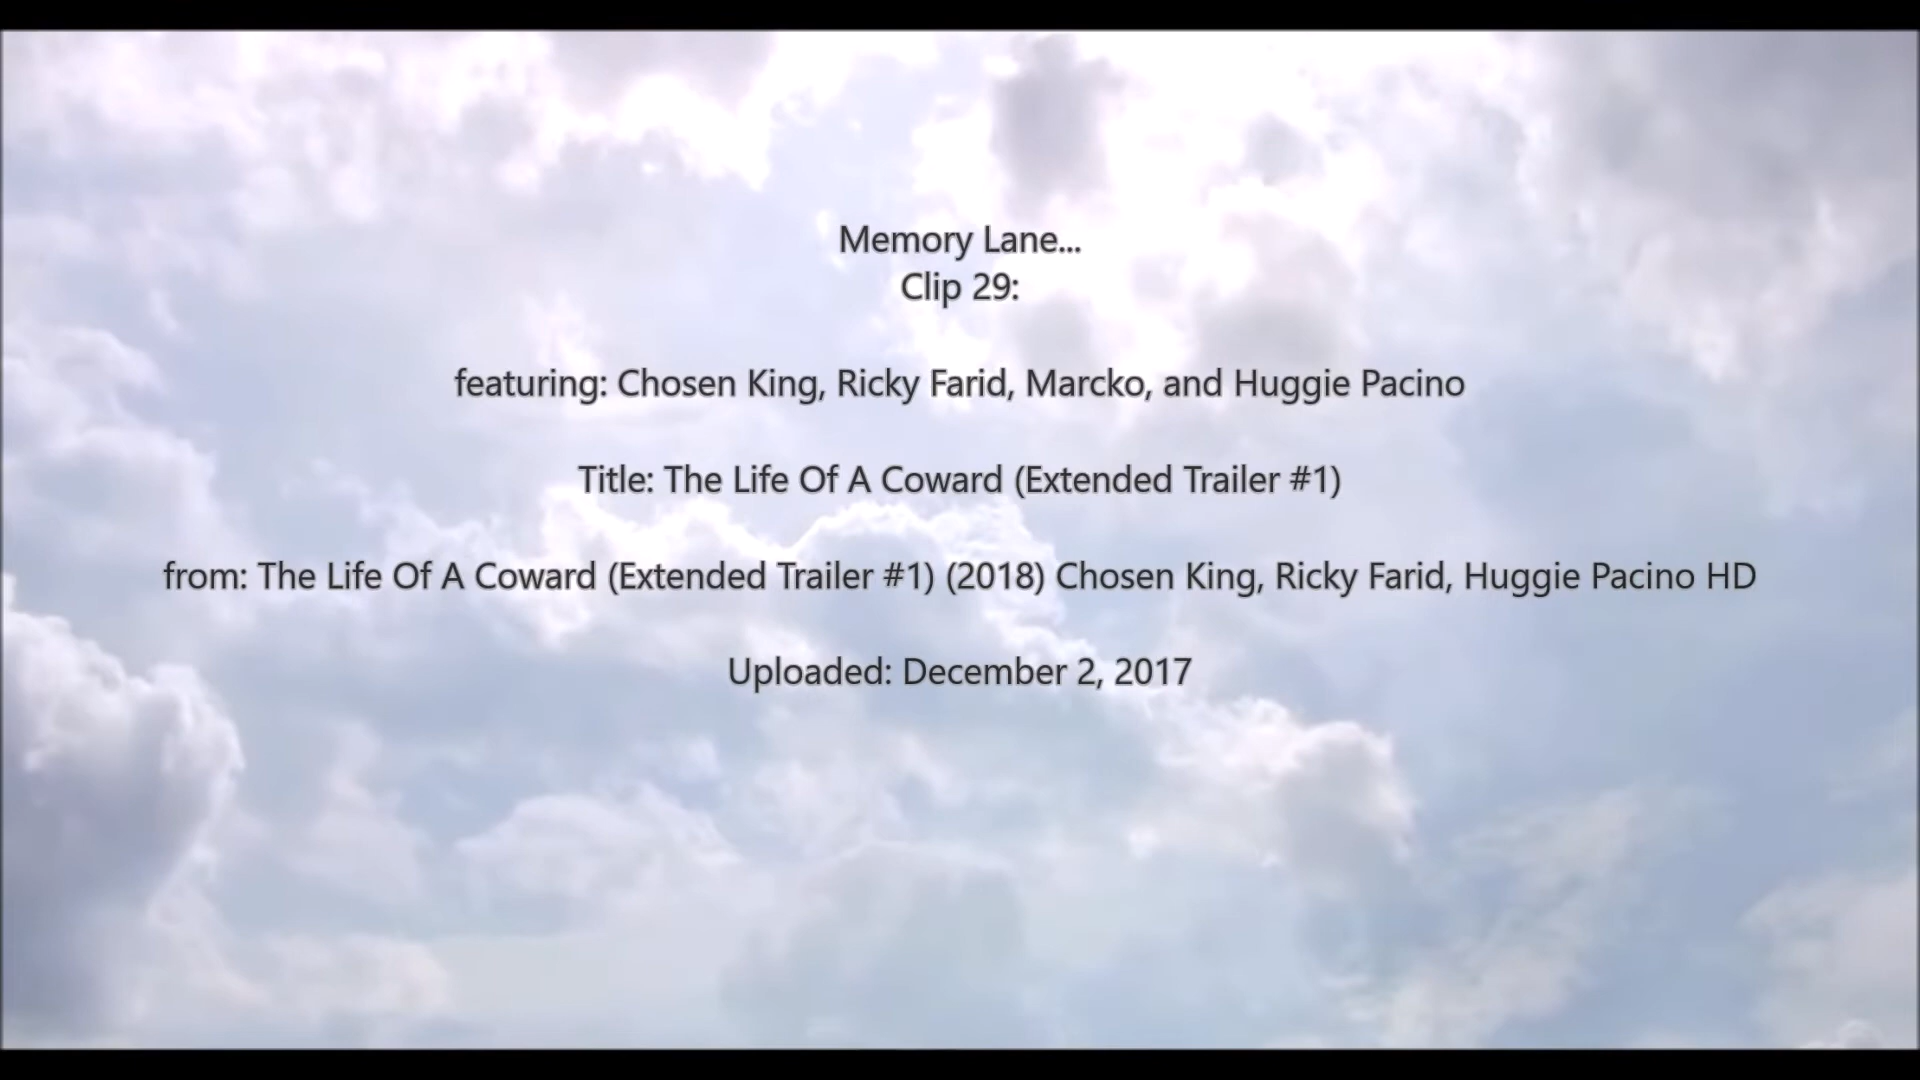 Memory Lane...
Clip 29:
featuring: Chosen King, Ricky Farid, Marcko, and Huggie Pacino
Title: The Life Of A Coward (Extended Trailer #1)
from: The Life Of A Coward (Extended Trailer #1) (2018) Chosen King, Ricky Farid, Huggie Pacino HD
Uploaded: December 2, 2017